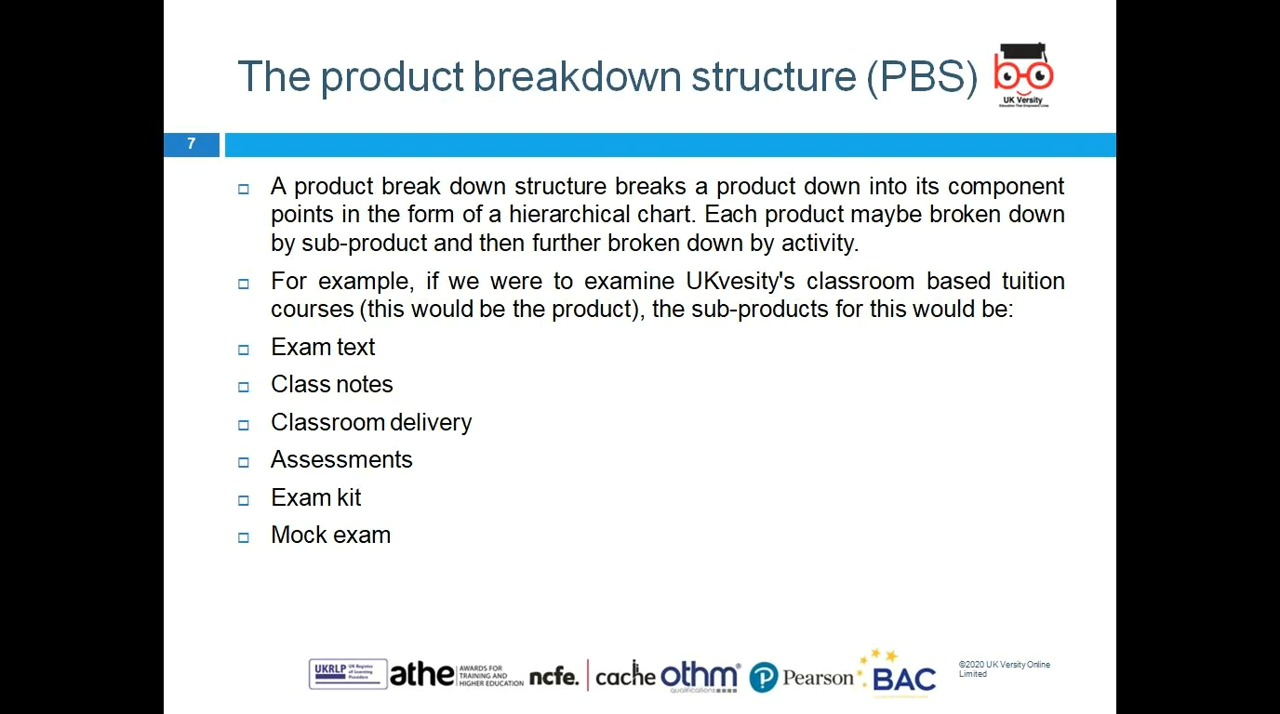 The product breakdown structure (PBS)
UK Versity
Education That Empowers Lives
7
A product break down structure breaks a product down into its component
points in the form of a hierarchical chart. Each product maybe broken down
by sub-product and then further broken down by activity.
For example, if we were to examine UKvesity's classroom based tuition
courses (this would be the product), the sub-products for this would be:
Exam text
Class notes
Classroom delivery
Assessments
Exam kit
Mock exam
UKRLP UK Register
of Learning
Providers
athe AWARDS FOR
TRAINING AND
HIGHER EDUCATION
ncfe.
cache
othm
qualifications
Pearson
BAC
©2020 UK Versity Online
Limited